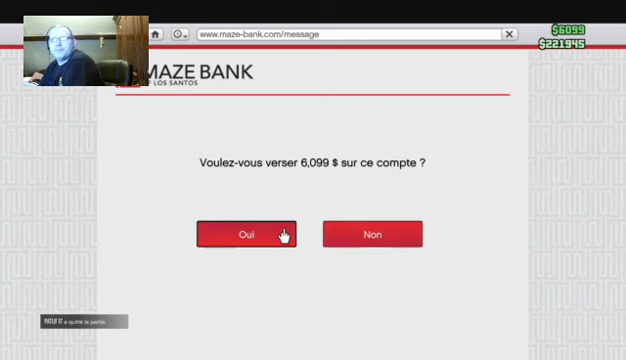 www.maze-bank.com/message
$6099
$221945
MAZE BANK
OF LOS SANTOS
Voulez-vous verser 6,099 $ sur ce compte ?
Oui
Non
a quitté la partie.